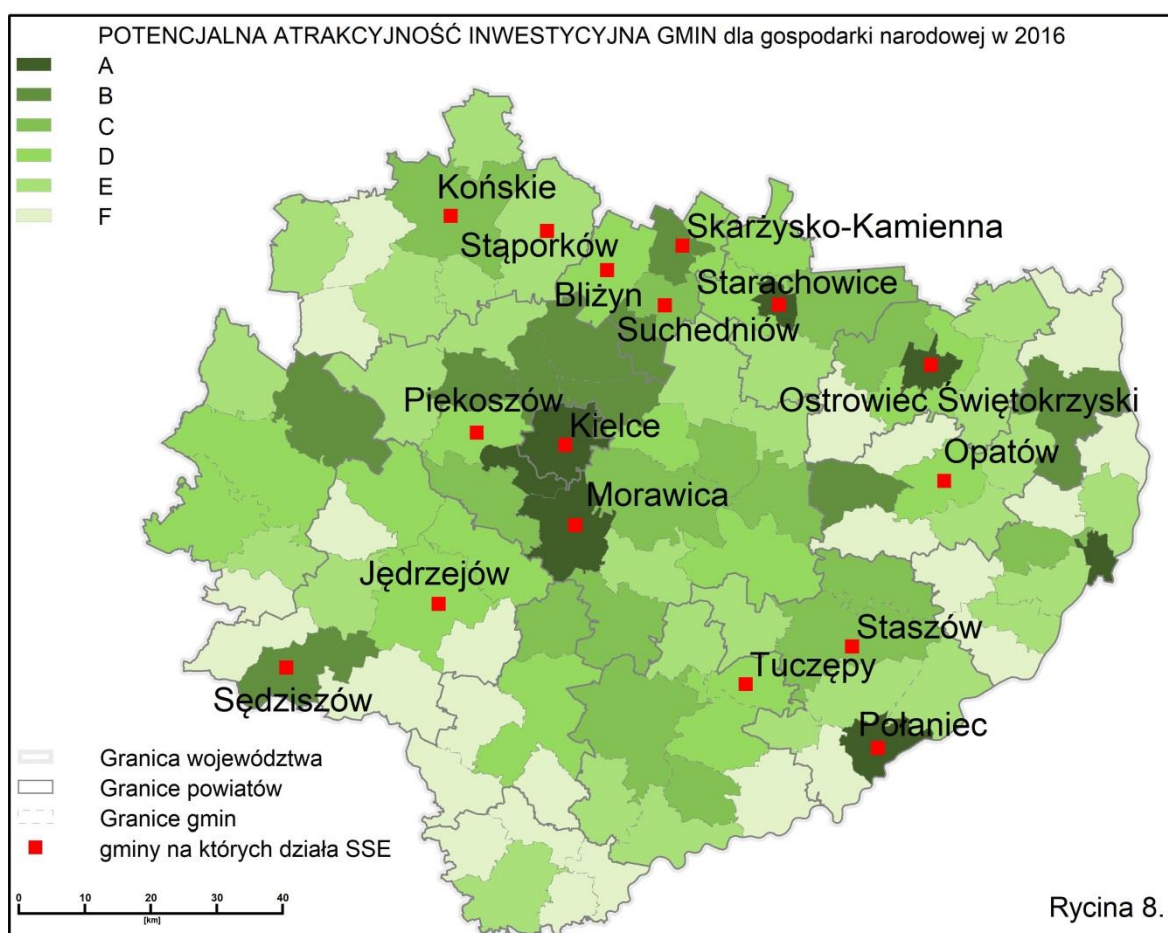 POTENCJALNA ATRAKCYJNOŚĆ INWESTYCYJNA GMIN dla gospodarki narodowej w 2016
A
B
C
D
E
F
Końskie
Stąporków
Skarżysko-Kamienna
Bliżyn
Starachowice
Suchedniów
Piekoszów
Kielce
Ostrowiec Świętokrzyski
Opatów
Morawica
Jędrzejów
Staszów
Tuczępy
Sędziszów
Połaniec
Granica województwa
Granice powiatów
Granice gmin
gminy na których działa SSE
0 10 20 30 40
[km]
Rycina 8.